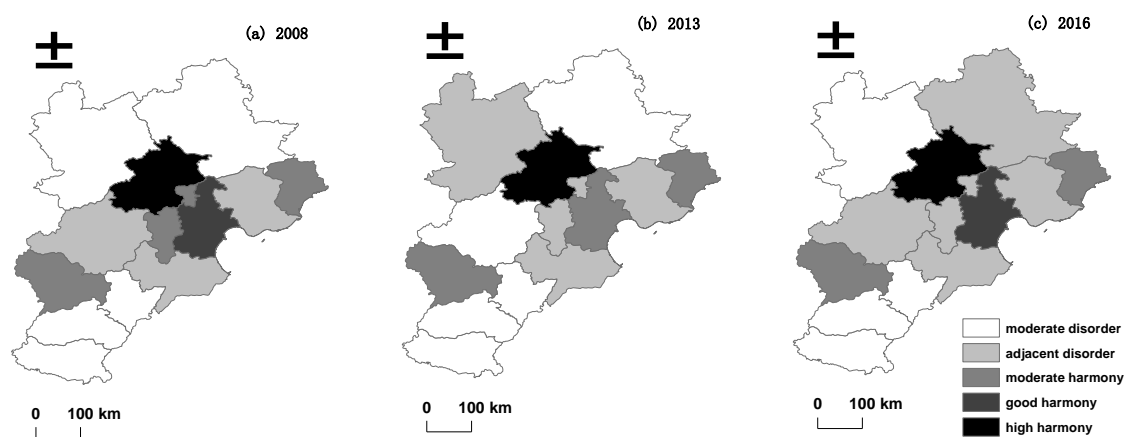 (a) 2008
(b) 2013
(c) 2016
moderate disorder
adjacent disorder
moderate harmony
good harmony
high harmony
0 100 km
0 100 km
0 100 km